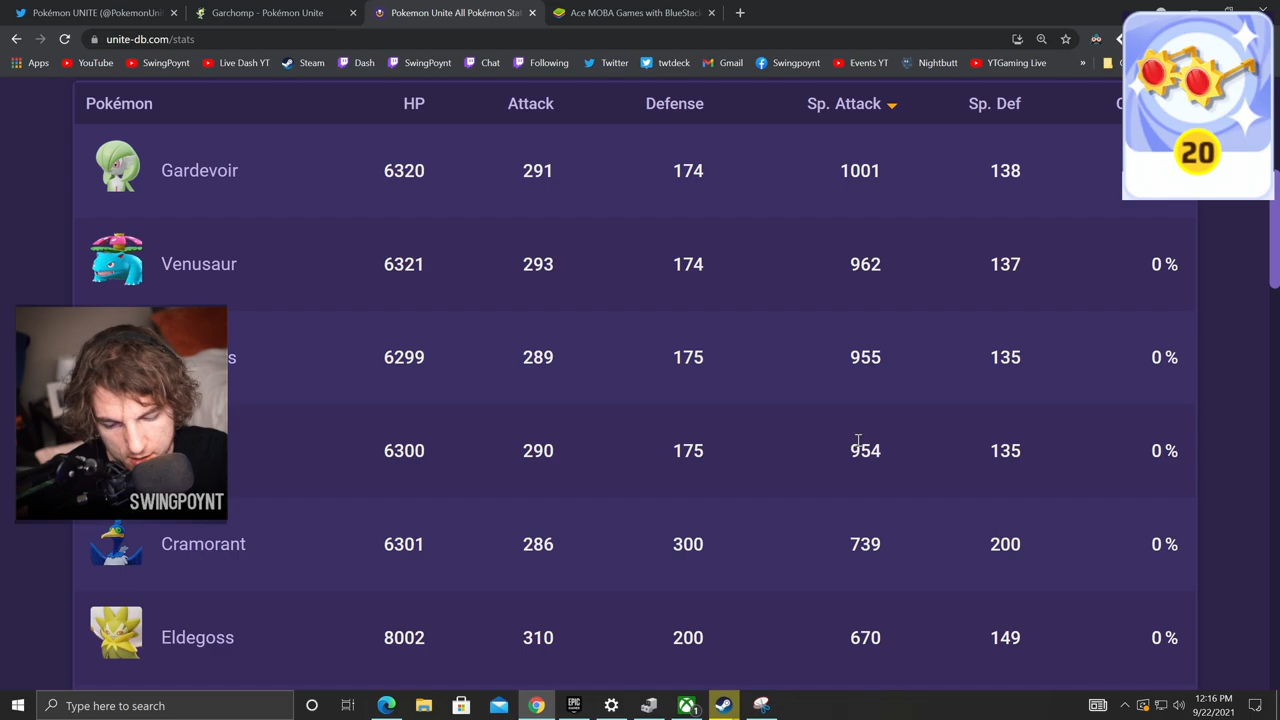 Pokémon UNITE (@PokemonUnit
Garchomp - Pokémon Unite
Pokemon Unite All Pokémon Stat
Ace MOBA Games with BlueStack
unite-db.com/stats
Apps YouTube SwingPoynt Live Dash YT Steam Dash SwingPoynt Chat Following Twitter twtdeck Gmail Swingpoynt Events YT Nightbutt YTGaming Live »
Pokémon HP Attack Defense Sp. Attack Sp. Def
20
Gardevoir 6320 291 174 1001 138
Venusaur 6321 293 174 962 137 0 %
s 6299 289 175 955 135 0 %
6300 290 175 954 135 0 %
SWINGPOYNT
Cramorant 6301 286 300 739 200 0 %
Eldegoss 8002 310 200 670 149 0 %
Type here to search
EPIC
1
12:16 PM
9/22/2021